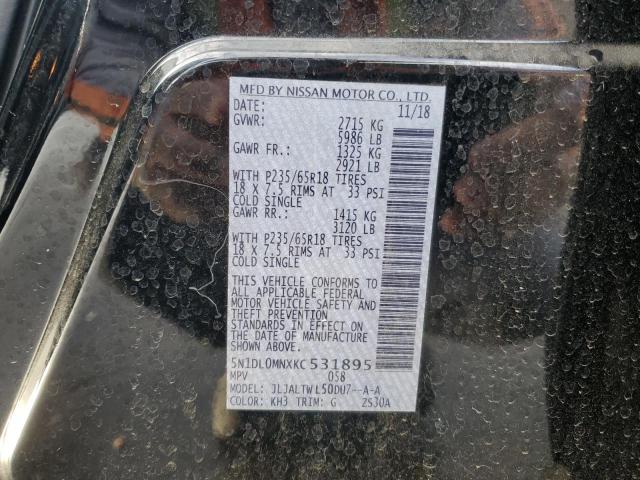 MFD BY NISSAN MOTOR CO., LTD.
DATE: 11/18
GVWR: 2715 KG
5986 LB
GAWR FR.: 1325 KG
2921 LB
WITH P235/65R18 TIRES
18 X 7.5 RIMS AT 33 PSI
COLD SINGLE
GAWR RR.: 1415 KG
3120 LB
WITH P235/65R18 TIRES
18 X 7.5 RIMS AT 33 PSI
COLD SINGLE
THIS VEHICLE CONFORMS TO
ALL APPLICABLE FEDERAL
MOTOR VEHICLE SAFETY AND
THEFT PREVENTION
STANDARDS IN EFFECT ON
THE DATE OF MANUFACTURE
SHOWN ABOVE.
5N1DL0MNXKC531895
MPV 058
MODEL: JLJALTWL50DU7--A-A
COLOR: KH3 TRIM: G ZS30A